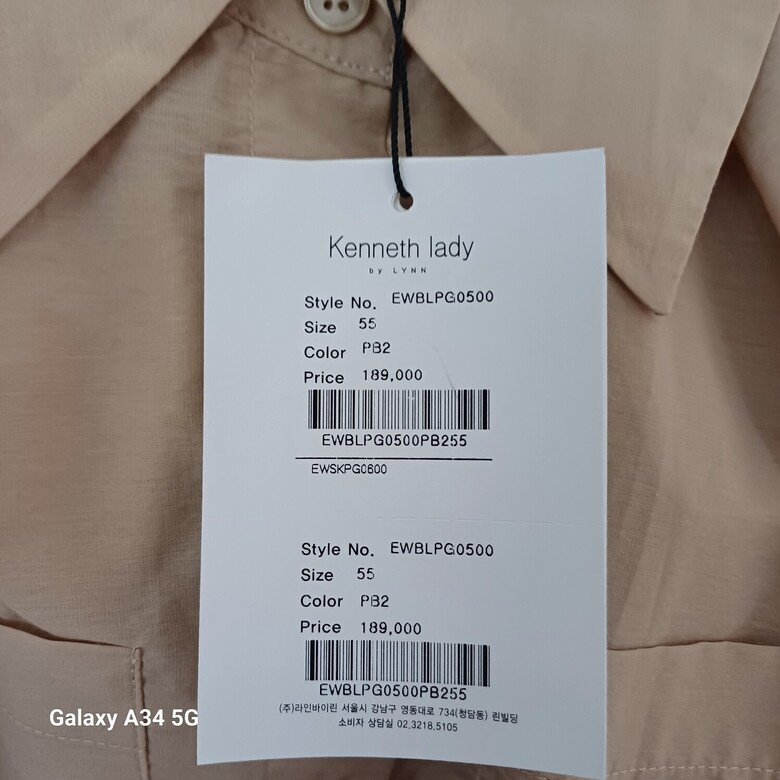 Kenneth lady
by LYNN
Style No. EWBLPG0500
Size 55
Color PB2
Price 189,000
EWBLPG0500PB255
EWSKPG0600
Style No. EWBLPG0500
Size 55
Color PB2
Price 189,000
EWBLPG0500PB255
(주)라인바이린 서울시 강남구 영동대로 734(청담동) 린빌딩
소비자 상담실 02.3218.5105
Galaxy A34 5G